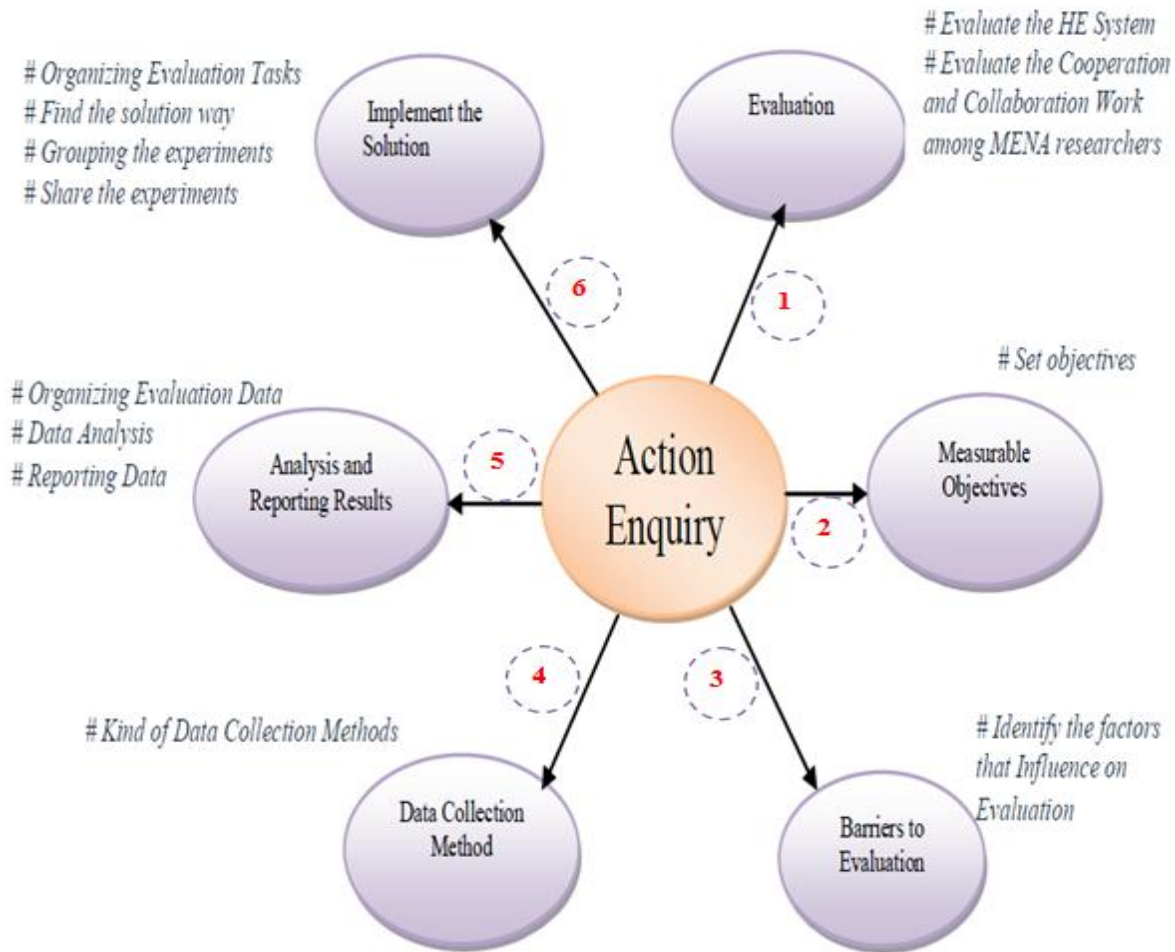 # Evaluate the HE System
# Evaluate the Cooperation
and Collaboration Work
among MENA researchers
Evaluation
1
# Set objectives
Measurable
Objectives
2
# Identify the factors
that Influence on
Evaluation
Barriers to
Evaluation
3
# Kind of Data Collection Methods
Data Collection
Method
4
# Organizing Evaluation Data
# Data Analysis
# Reporting Data
Analysis and
Reporting Results
5
# Organizing Evaluation Tasks
# Find the solution way
# Grouping the experiments
# Share the experiments
Implement the
Solution
6
Action
Enquiry